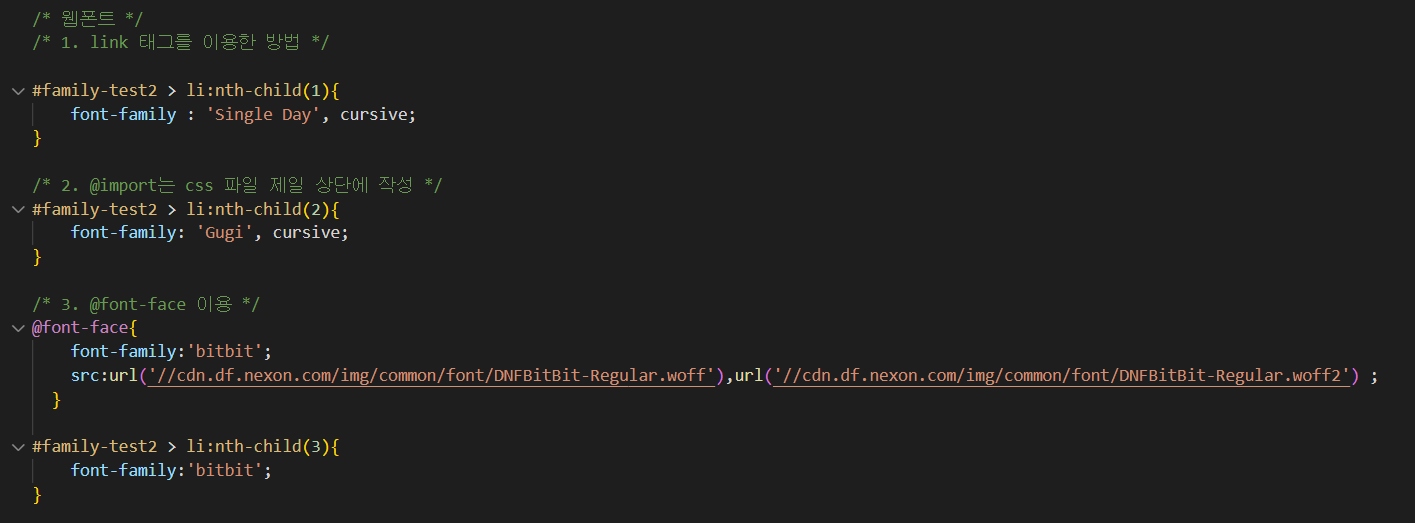 /* 웹폰트 */
/* 1. link 태그를 이용한 방법 */
#family-test2 > li:nth-child(1){
font-family : 'Single Day', cursive;
}
/* 2. @import는 css 파일 제일 상단에 작성 */
#family-test2 > li:nth-child(2){
font-family: 'Gugi', cursive;
}
/* 3. @font-face 이용 */
@font-face{
font-family:'bitbit';
src:url('//cdn.df.nexon.com/img/common/font/DNFBitBit-Regular.woff'),url('//cdn.df.nexon.com/img/common/font/DNFBitBit-Regular.woff2') ;
}
#family-test2 > li:nth-child(3){
font-family:'bitbit';
}